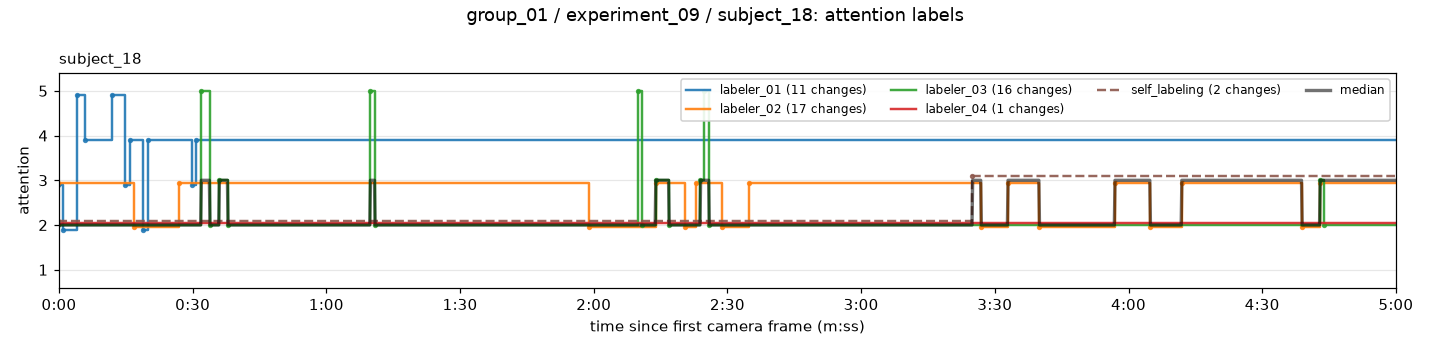 group_01 / experiment_09 / subject_18: attention labels
subject_18
labeler_01 (11 changes)
labeler_02 (17 changes)
labeler_03 (16 changes)
labeler_04 (1 changes)
self_labeling (2 changes)
median
attention
5
4
3
2
1
0:00 0:30 1:00 1:30 2:00 2:30 3:00 3:30 4:00 4:30 5:00
time since first camera frame (m:ss)